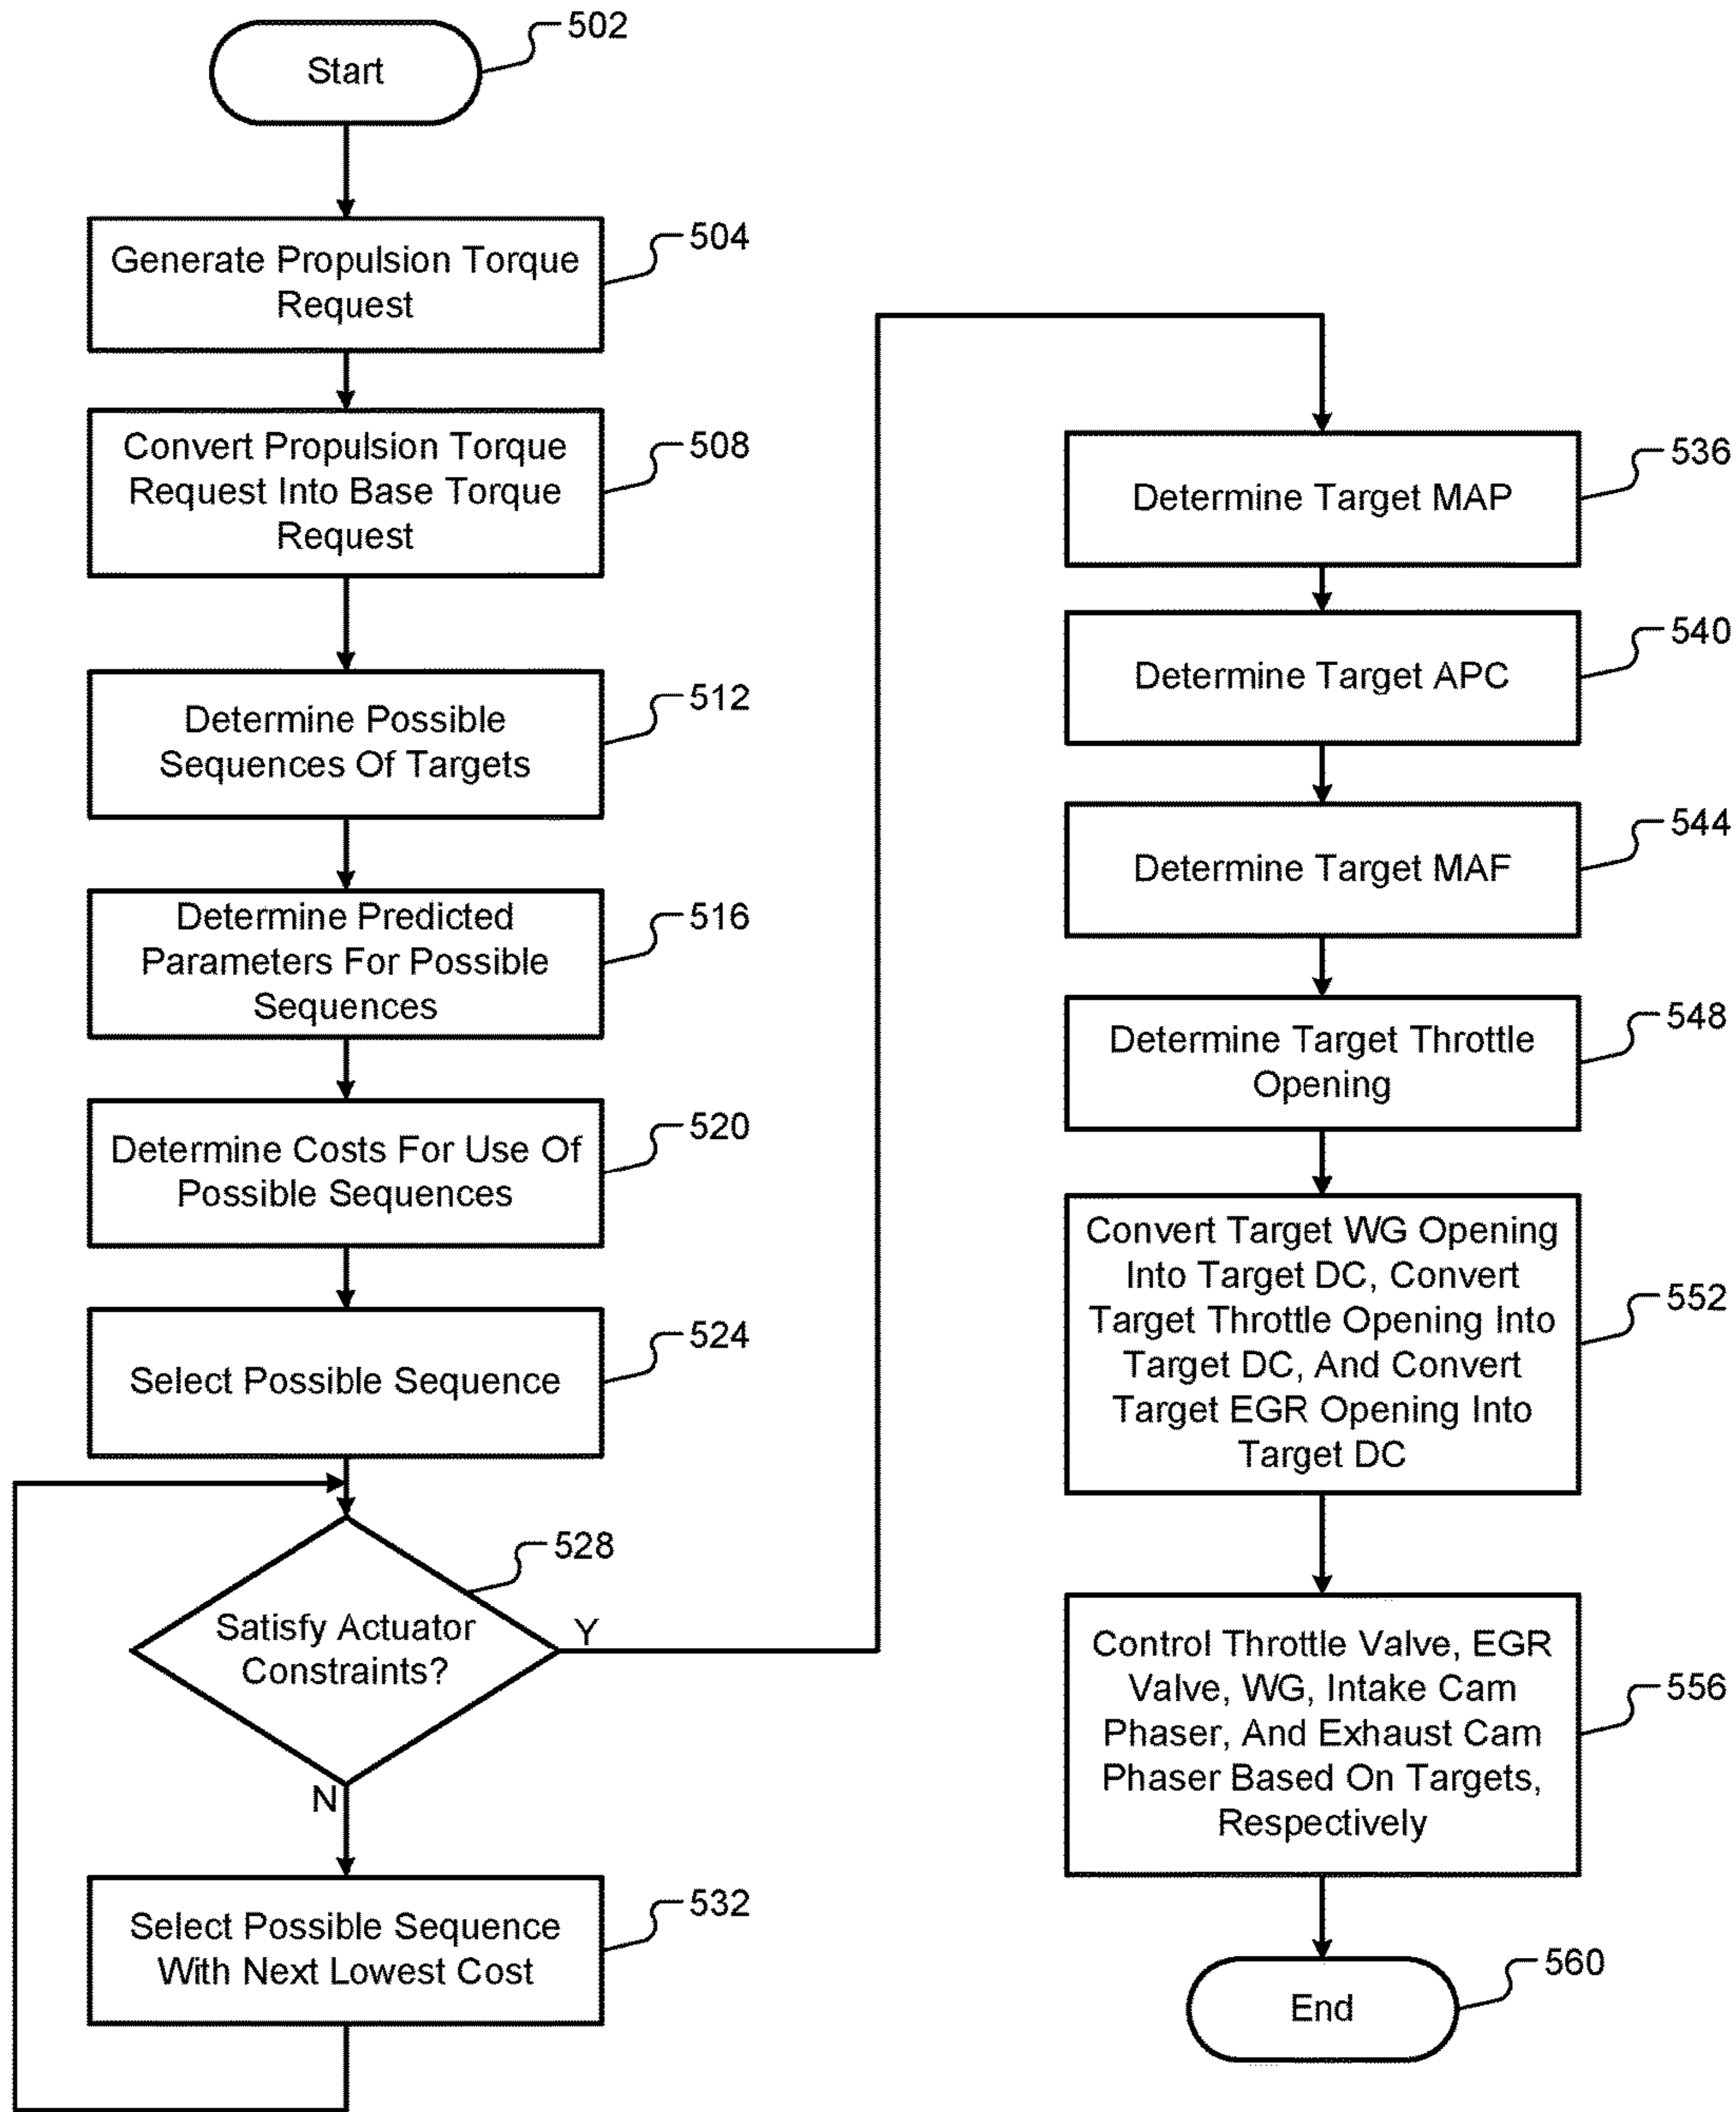 Start
502
Generate Propulsion Torque
Request
504
Convert Propulsion Torque
Request Into Base Torque
Request
508
Determine Possible
Sequences Of Targets
512
Determine Predicted
Parameters For Possible
Sequences
516
Determine Costs For Use Of
Possible Sequences
520
Select Possible Sequence
524
Satisfy Actuator
Constraints?
528
Y
N
Select Possible Sequence
With Next Lowest Cost
532
Determine Target MAP
536
Determine Target APC
540
Determine Target MAF
544
Determine Target Throttle
Opening
548
Convert Target WG Opening
Into Target DC, Convert
Target Throttle Opening Into
Target DC, And Convert
Target EGR Opening Into
Target DC
552
Control Throttle Valve, EGR
Valve, WG, Intake Cam
Phaser, And Exhaust Cam
Phaser Based On Targets,
Respectively
556
End
560